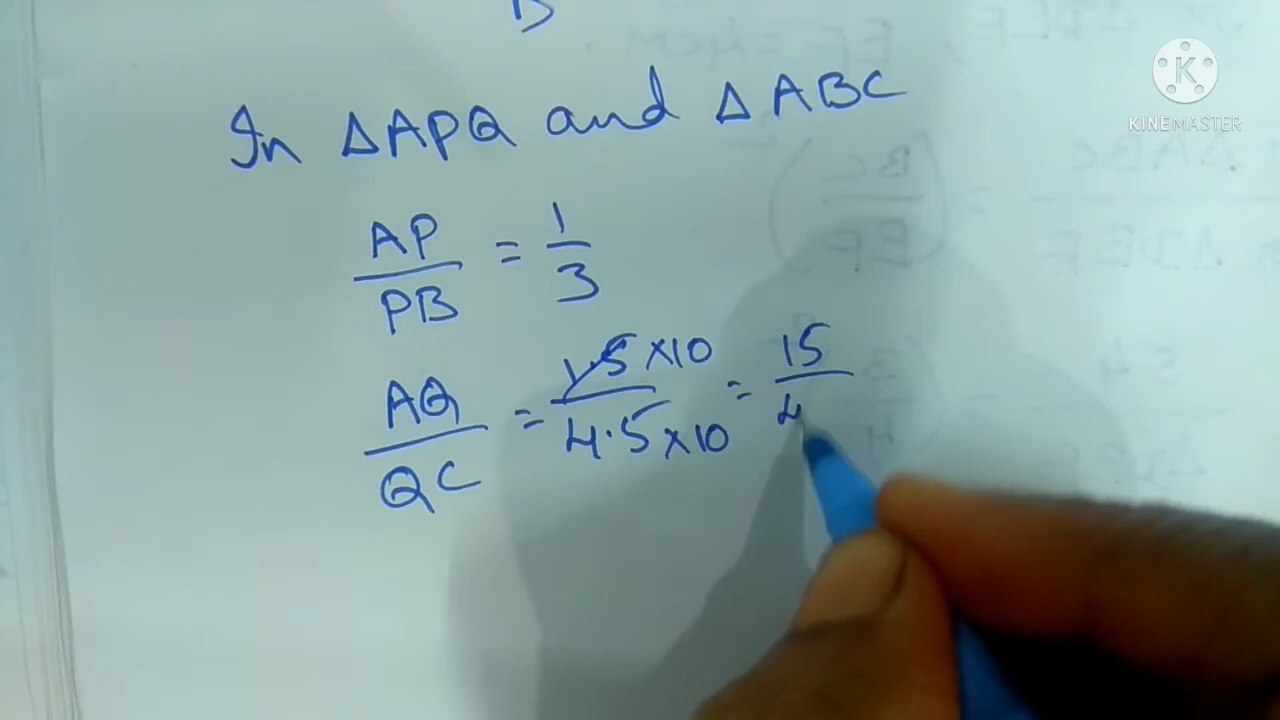 B
In ΔAPQ and ΔABC
AP/PB = 1/3
AQ/QC = 1.5×10/4.5×10 = 15/4
KINEMASTER